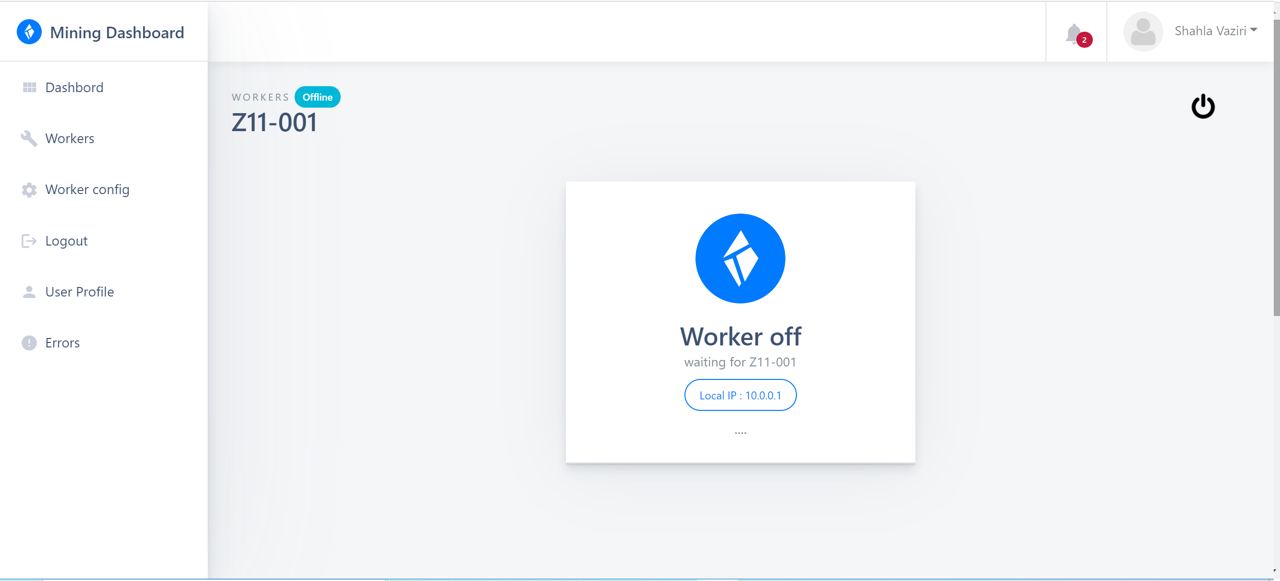 Mining Dashboard
2
Shahla Vaziri
Dashbord
Workers
Worker config
Logout
User Profile
Errors
WORKERS Offline
Z11-001
Worker off
waiting for Z11-001
Local IP : 10.0.0.1
....